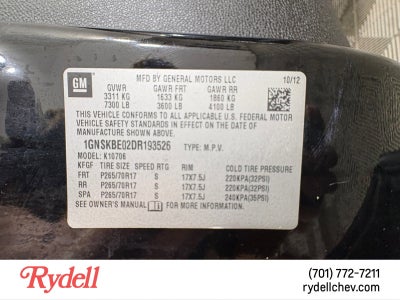 GM
MFD BY GENERAL MOTORS LLC 10/12
GVWR GAWR FRT GAWR RR
3311 KG 1633 KG 1860 KG
7300 LB 3600 LB 4100 LB
THIS VEHICLE CONFORMS TO ALL APPLICABLE U.S. FEDERAL MOTOR
VEHICLE SAFETY STANDARDS IN EFFECT ON THE DATE OF
MANUFACTURE SHOWN ABOVE.
1GNSKBE02DR193526 TYPE: M.P.V.
MODEL: K10706
KFGF TIRE SIZE SPEED RTG RIM COLD TIRE PRESSURE
FRT P265/70R17 S 17X7.5J 220KPA(32PSI)
RR P265/70R17 S 17X7.5J 220KPA(32PSI)
SPA P265/70R17 S 17X7.5J 240KPA(35PSI)
SEE OWNER'S MANUAL FOR MORE INFORMATION
Rydell
(701) 772-7211
rydellchev.com